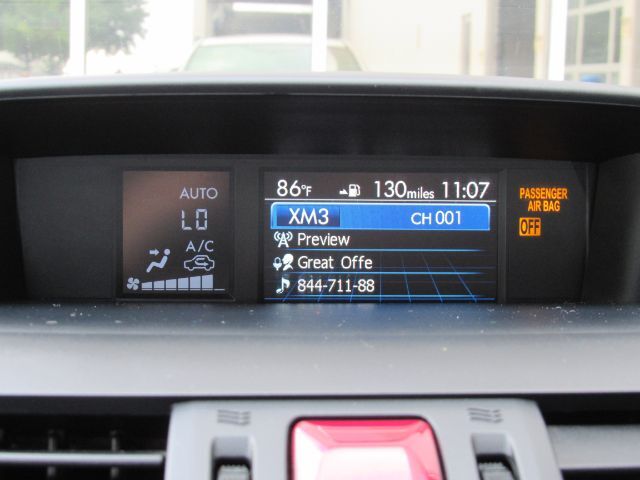 AUTO
LO
A/C
86°F 130miles 11:07
XM3 CH 001
Preview
Great Offe
844-711-88
PASSENGER
AIR BAG
OFF